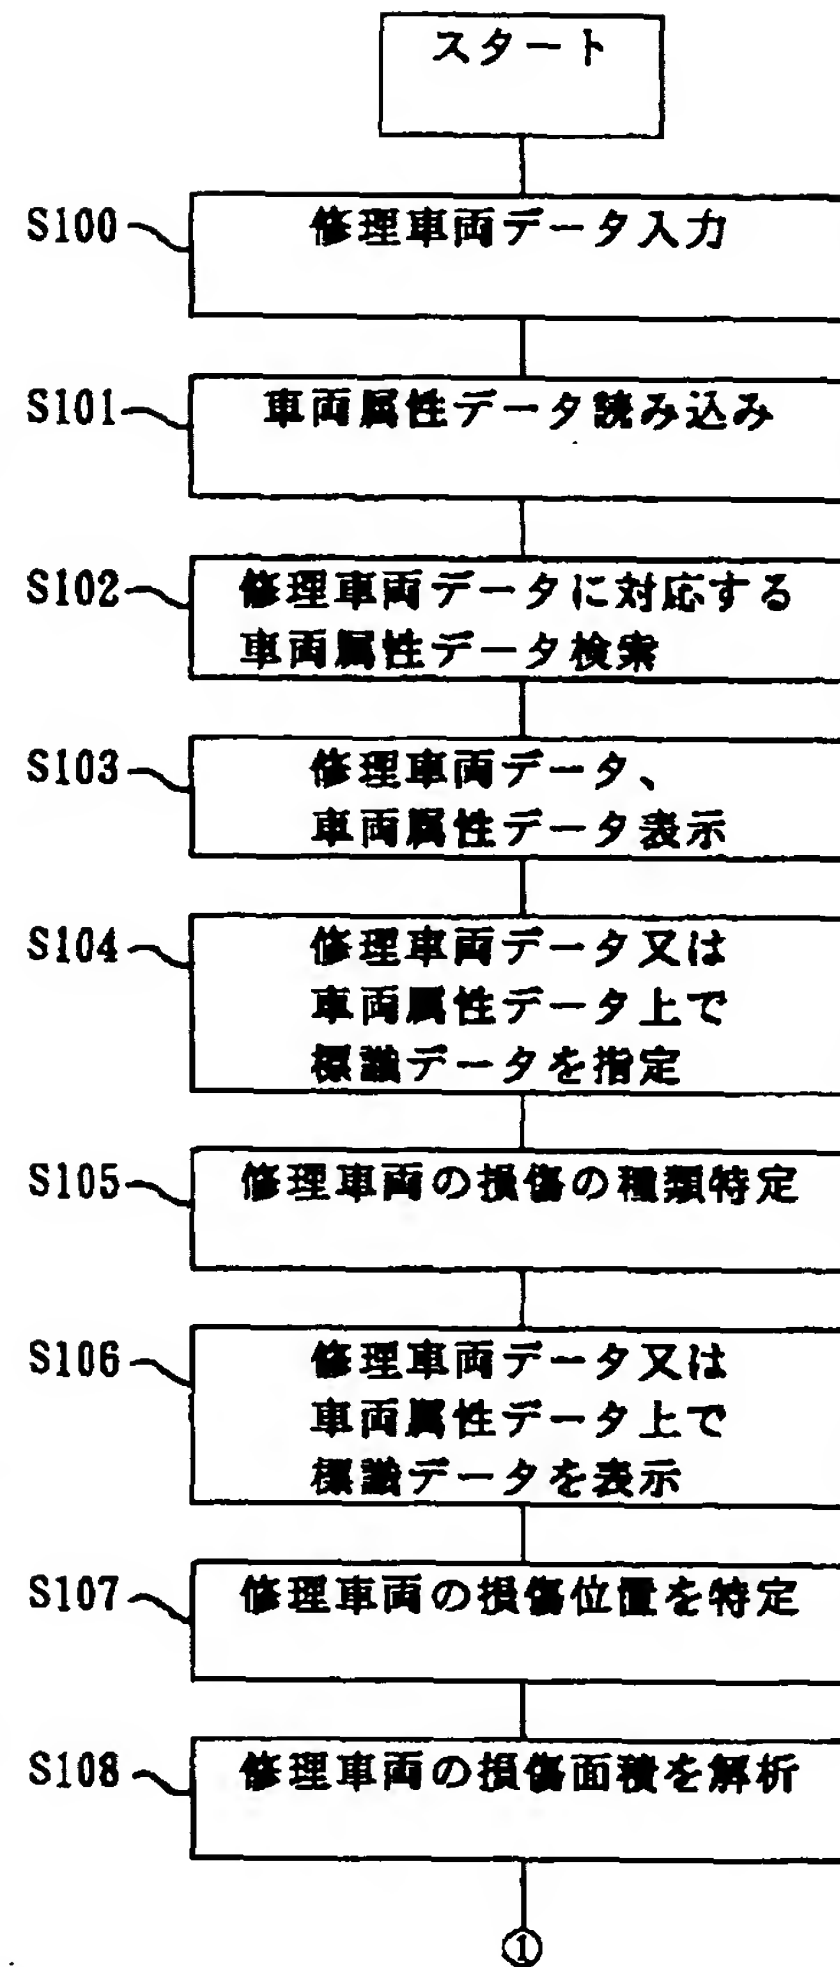 スタート
S100
修理車両データ入力
S101
車両属性データ読み込み
S102
修理車両データに対応する
車両属性データ検索
S103
修理車両データ、
車両属性データ表示
S104
修理車両データ又は
車両属性データ上で
標識データを指定
S105
修理車両の損傷の種類特定
S106
修理車両データ又は
車両属性データ上で
標識データを表示
S107
修理車両の損傷位置を特定
S108
修理車両の損傷面積を解析
①